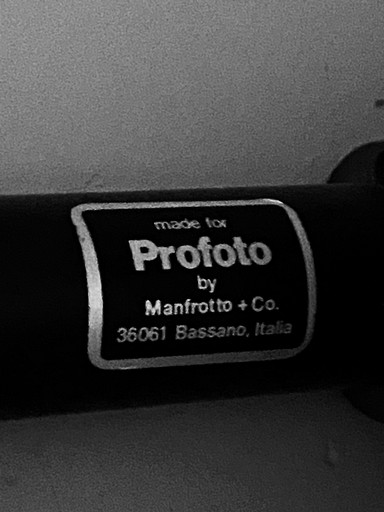 made for
Profoto
by
Manfrotto + Co.
36061 Bassano, Italia